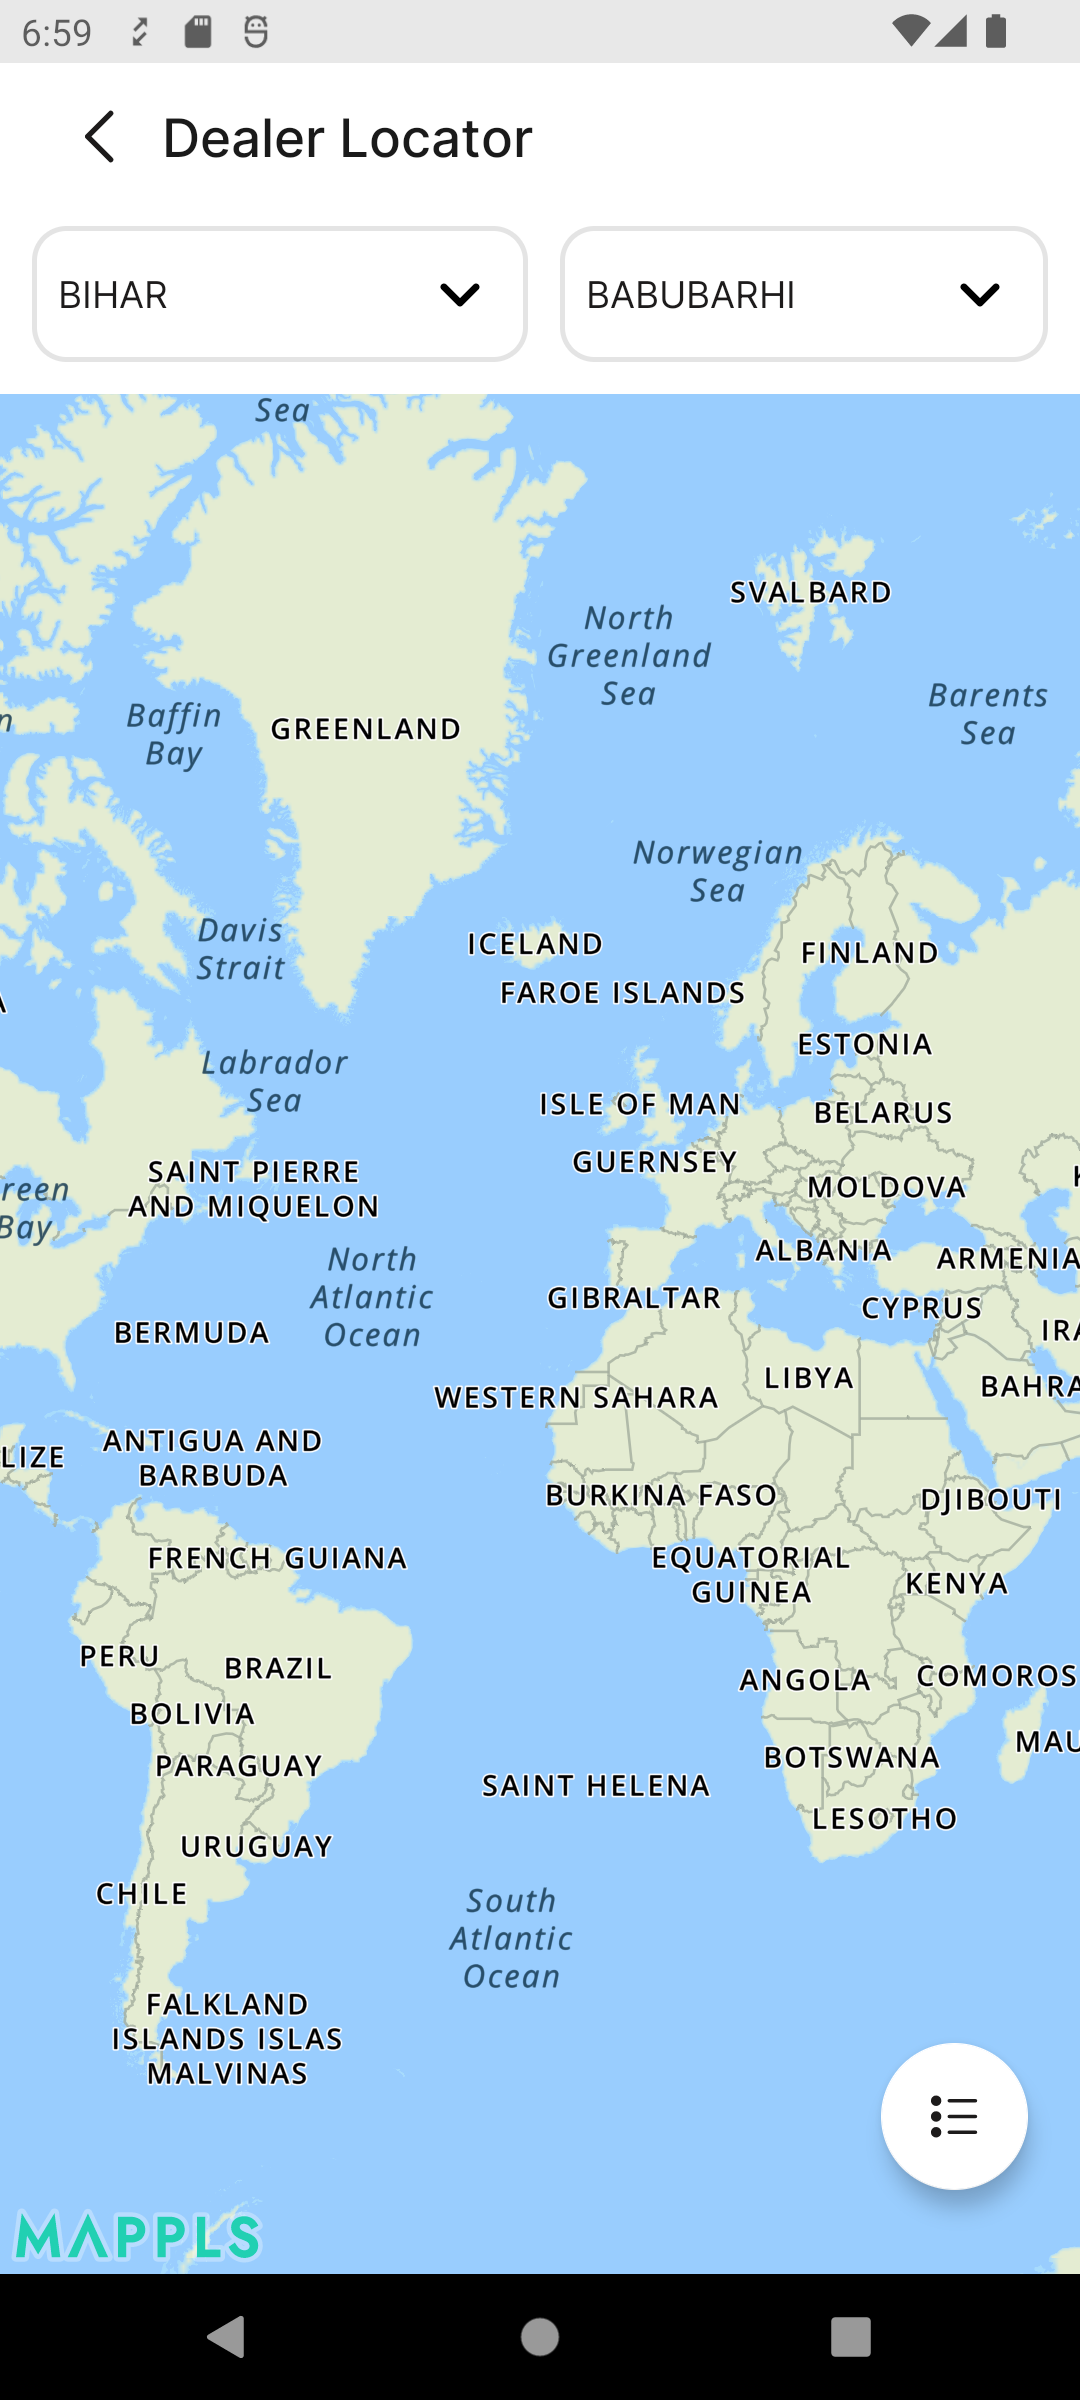 6:59
Dealer Locator
BIHAR
BABUBARHI
Sea
SVALBARD
North
Greenland
Sea
Barents
Sea
Baffin
Bay
GREENLAND
Norwegian
Sea
Davis
Strait
ICELAND
FINLAND
FAROE ISLANDS
ESTONIA
Labrador
Sea
ISLE OF MAN
BELARUS
GUERNSEY
SAINT PIERRE
AND MIQUELON
MOLDOVA
reen
Bay
North
Atlantic
Ocean
ALBANIA
ARMENIA
GIBRALTAR
CYPRUS
BERMUDA
IRA
LIBYA
BAHRA
WESTERN SAHARA
ANTIGUA AND
BARBUDA
LIZE
BURKINA FASO
DJIBOUTI
FRENCH GUIANA
EQUATORIAL
GUINEA
KENYA
PERU
BRAZIL
ANGOLA
COMOROS
BOLIVIA
MAU
PARAGUAY
BOTSWANA
SAINT HELENA
LESOTHO
URUGUAY
CHILE
South
Atlantic
Ocean
FALKLAND
ISLANDS ISLAS
MALVINAS
MAPPLS